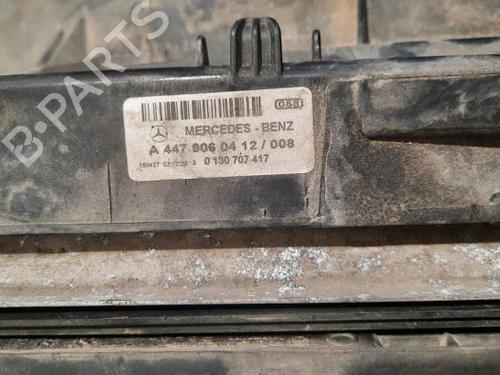 B-PARTS
058
MERCEDES - BENZ
A 447 906 04 12 / 008
0 130 707 417